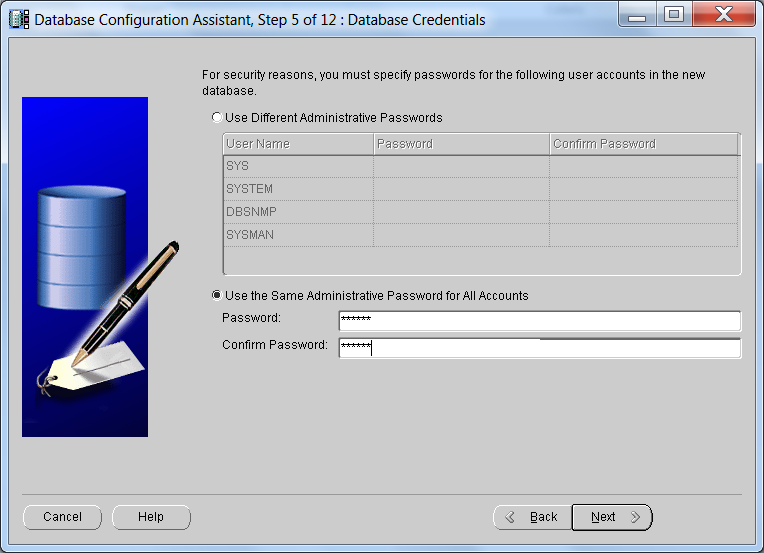 Database Configuration Assistant, Step 5 of 12 : Database Credentials
For security reasons, you must specify passwords for the following user accounts in the new
database.
Use Different Administrative Passwords
User Name Password Confirm Password
SYS
SYSTEM
DBSNMP
SYSMAN
Use the Same Administrative Password for All Accounts
Password: ******
Confirm Password: ******
Cancel Help Back Next